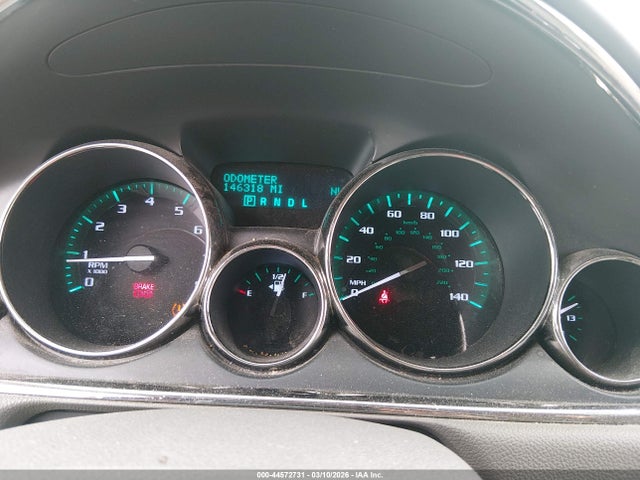 ODOMETER
146318 MI
P R N D L
0 1 2 3 4 5 6
RPM
X 1000
BRAKE
E 1/2 F
0 20 40 60 80 100 120 140
MPH
13
000-44572731 - 03/10/2026 - IAA Inc.